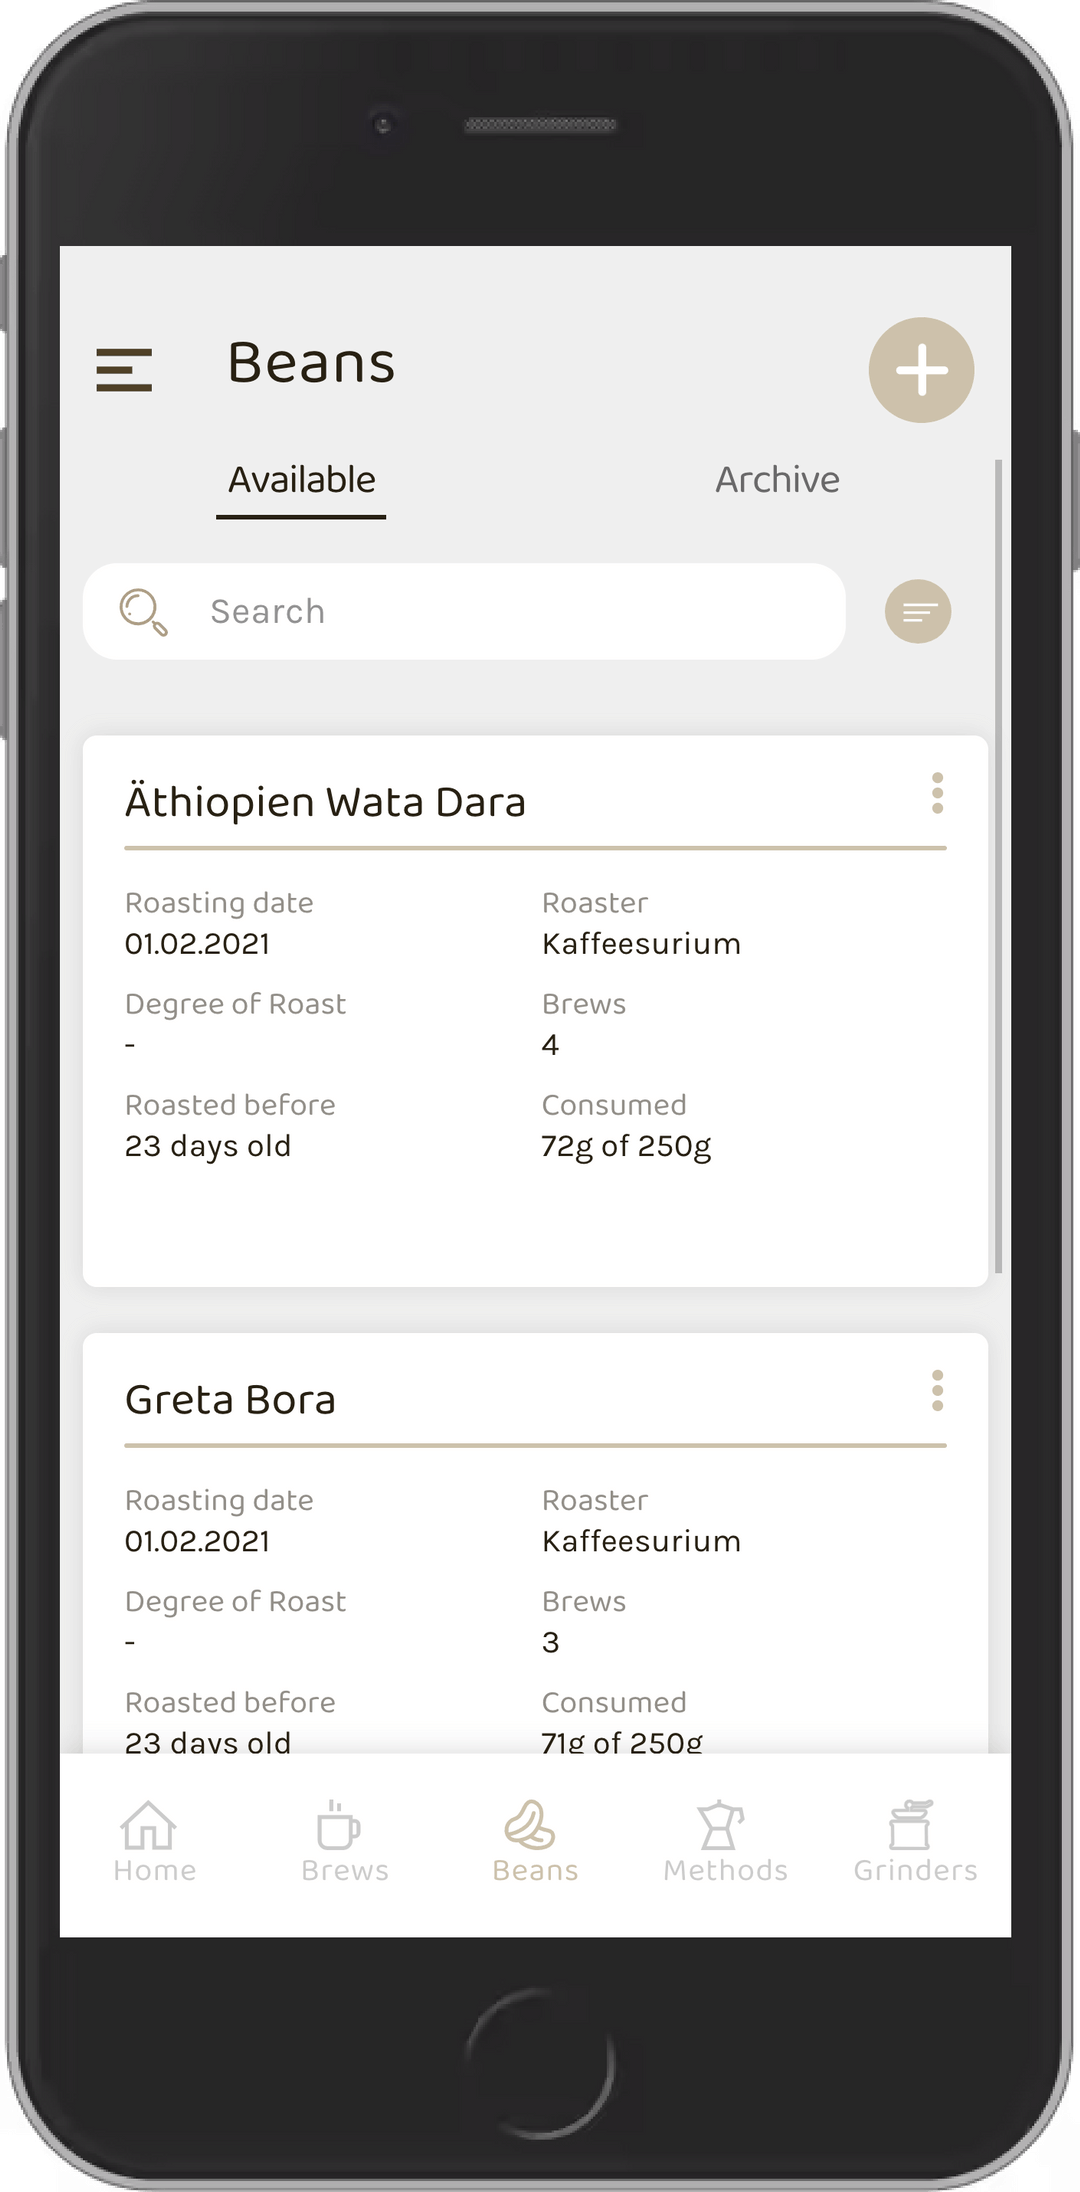 Beans
Available Archive
Search
Äthiopien Wata Dara
Roasting date Roaster
01.02.2021 Kaffeesurium
Degree of Roast Brews
- 4
Roasted before Consumed
23 days old 72g of 250g
Greta Bora
Roasting date Roaster
01.02.2021 Kaffeesurium
Degree of Roast Brews
- 3
Roasted before Consumed
23 days old 71g of 250g
Home Brews Beans Methods Grinders